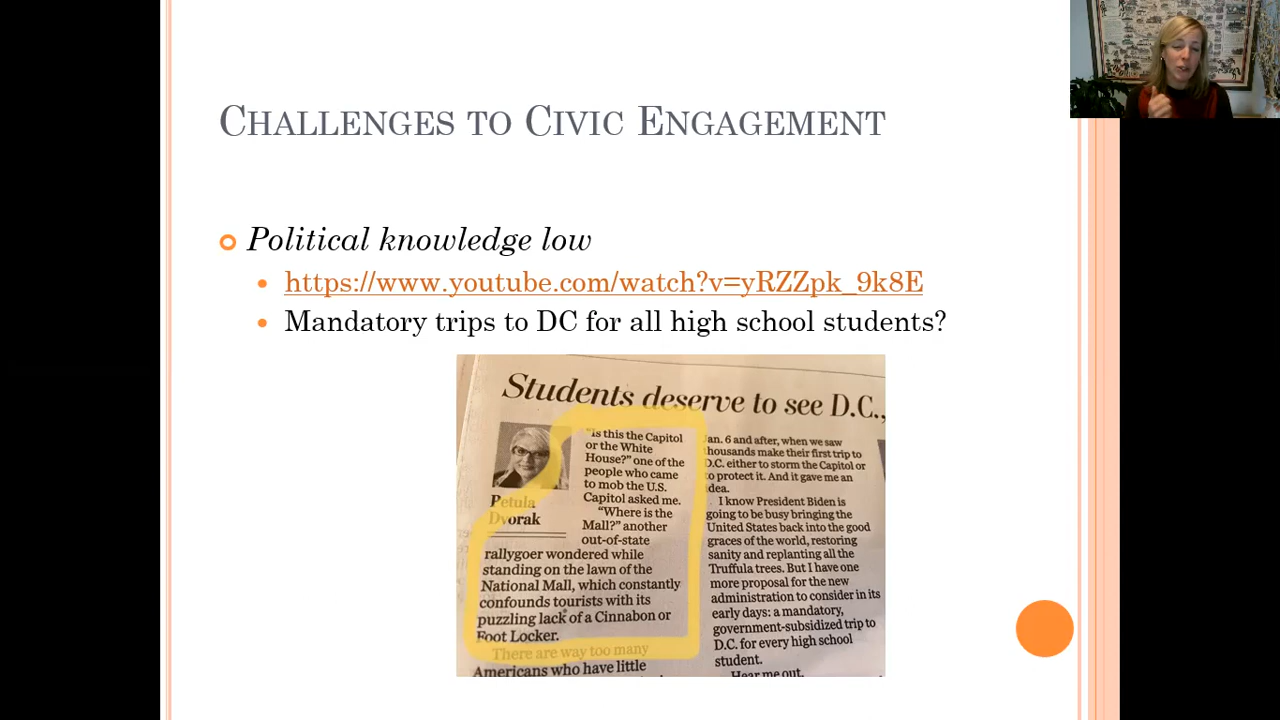 CHALLENGES TO CIVIC ENGAGEMENT
Political knowledge low
https://www.youtube.com/watch?v=yRZZpk_9k8E
Mandatory trips to DC for all high school students?
Students deserve to see D.C.,
Petula
Dvorak
"Is this the Capitol
or the White
House?" one of the
people who came
to mob the U.S.
Capitol asked me.
"Where is the
Mall?" another
out-of-state
rallygoer wondered while
standing on the lawn of the
National Mall, which constantly
confounds tourists with its
puzzling lack of a Cinnabon or
Foot Locker.
There are way too many
Americans who have little
Jan. 6 and after, when we saw
thousands make their first trip to
D.C. either to storm the Capitol or
to protect it. And it gave me an
idea.
I know President Biden is
going to be busy bringing the
United States back into the good
graces of the world, restoring
sanity and replanting all the
Truffula trees. But I have one
more proposal for the new
administration to consider in its
early days: a mandatory,
government-subsidized trip to
D.C. for every high school
student.
Hear me out.